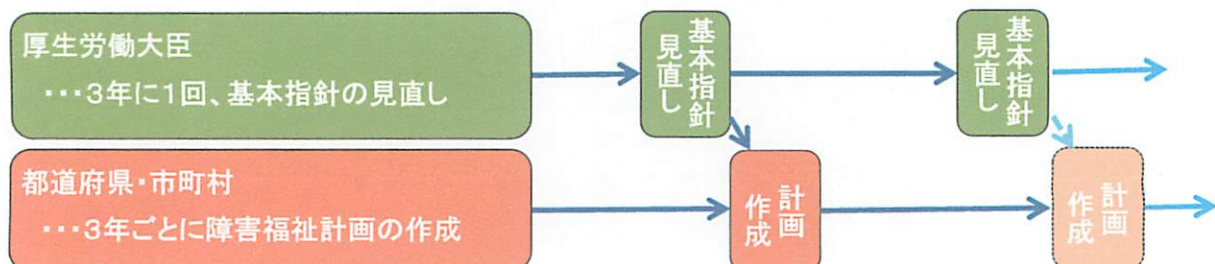 厚生労働大臣
・・・3年に1回、基本指針の見直し
基本指針
見直し
基本指針
見直し
都道府県・市町村
・・・3年ごとに障害福祉計画の作成
計画
作成
計画
作成